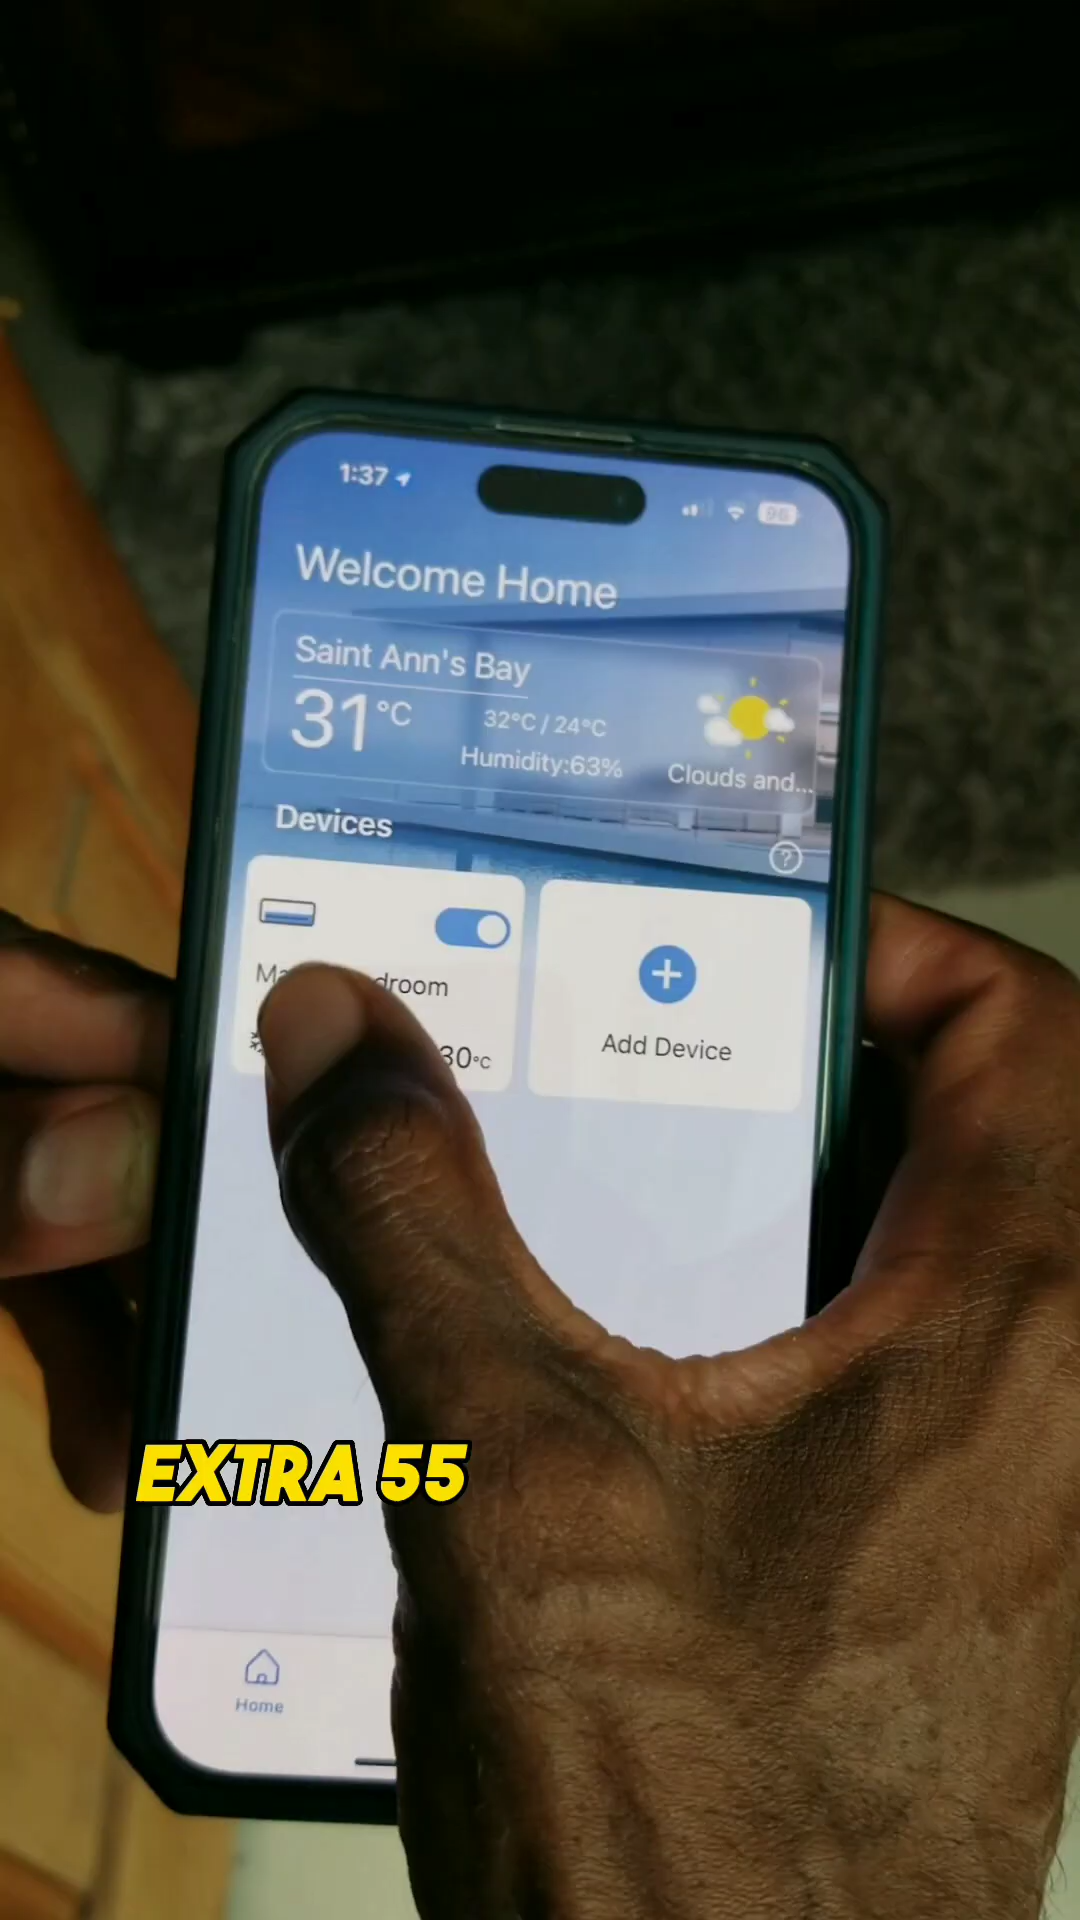 1:37
98
Welcome Home
Saint Ann's Bay
31°C
32°C / 24°C
Humidity:63%
Clouds and...
Devices
?
droom
30°C
Add Device
EXTRA 55
Home